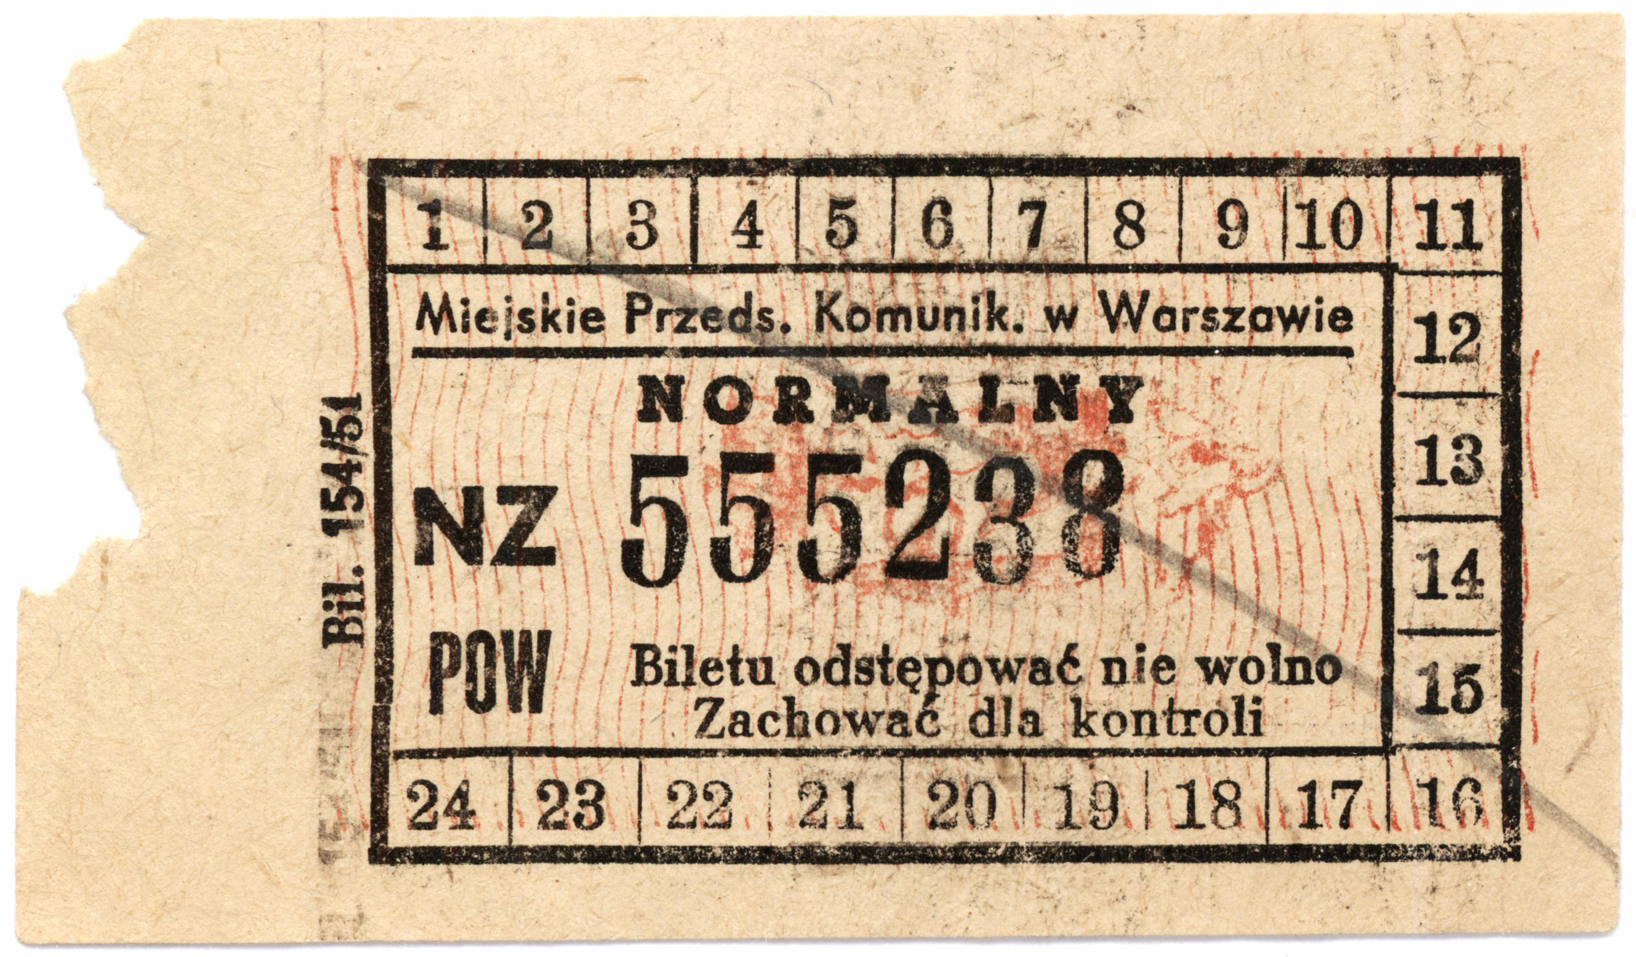 1 2 3 4 5 6 7 8 9 10 11
Miejskie Przeds. Komunik. w Warszawie
12
NORMALNY
13
NZ 555238
14
POW
Biletu odstępować nie wolno
15
Zachować dla kontroli
24 23 22 21 20 19 18 17 16
Bil. 154/51